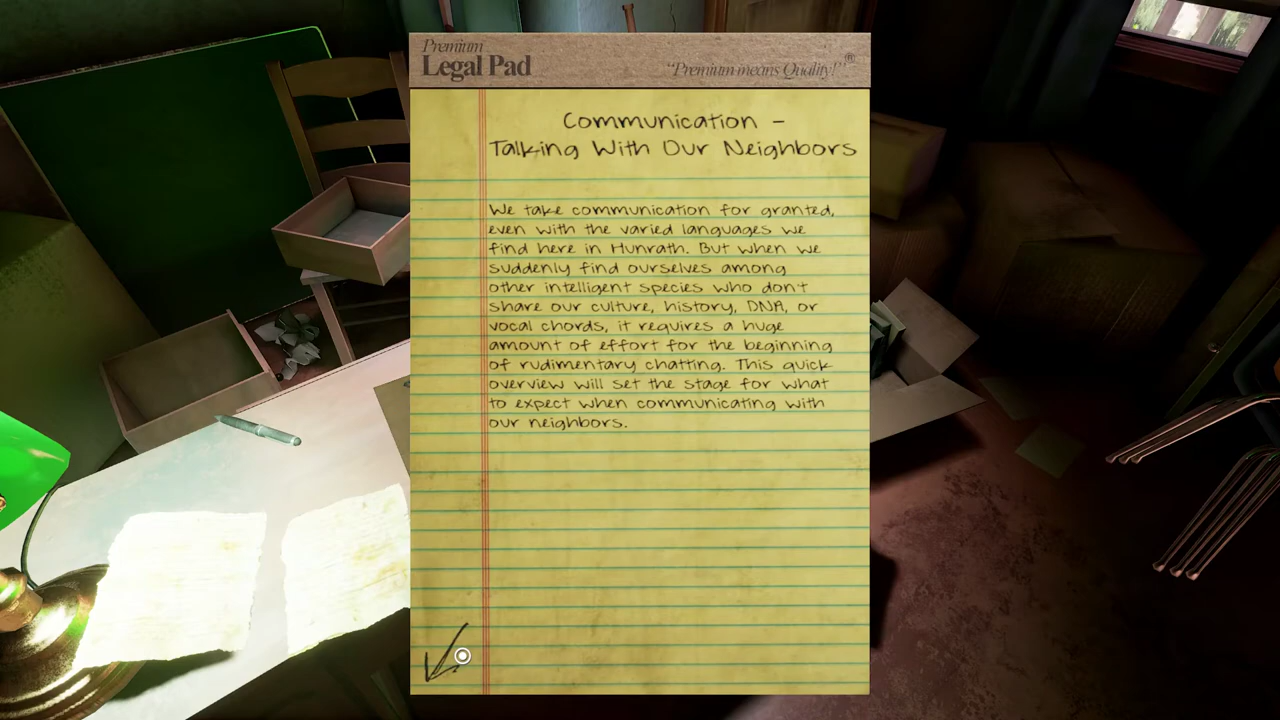 Premium
Legal Pad
"Premium means Quality!"®
Communication -
Talking With Our Neighbors
We take communication for granted,
even with the varied languages we
find here in Hunrath. But when we
suddenly find ourselves among
other intelligent species who don't
share our culture, history, DNA, or
vocal chords, it requires a huge
amount of effort for the beginning
of rudimentary chatting. This quick
overview will set the stage for what
to expect when communicating with
our neighbors.